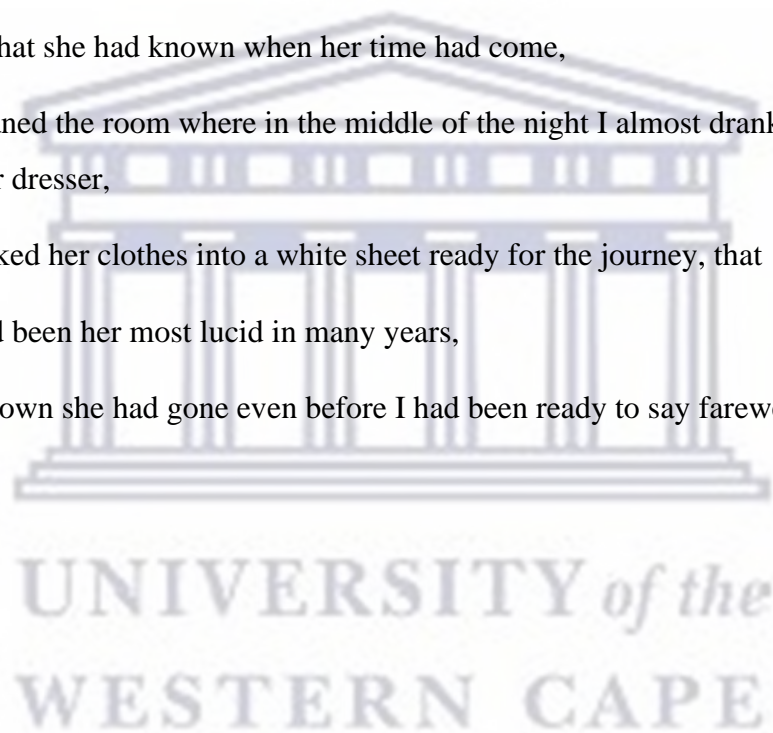 hat she had known when her time had come,
ned the room where in the middle of the night I almost drank
r dresser,
ked her clothes into a white sheet ready for the journey, that
d been her most lucid in many years,
own she had gone even before I had been ready to say farewe
UNIVERSITY of the
WESTERN CAPE